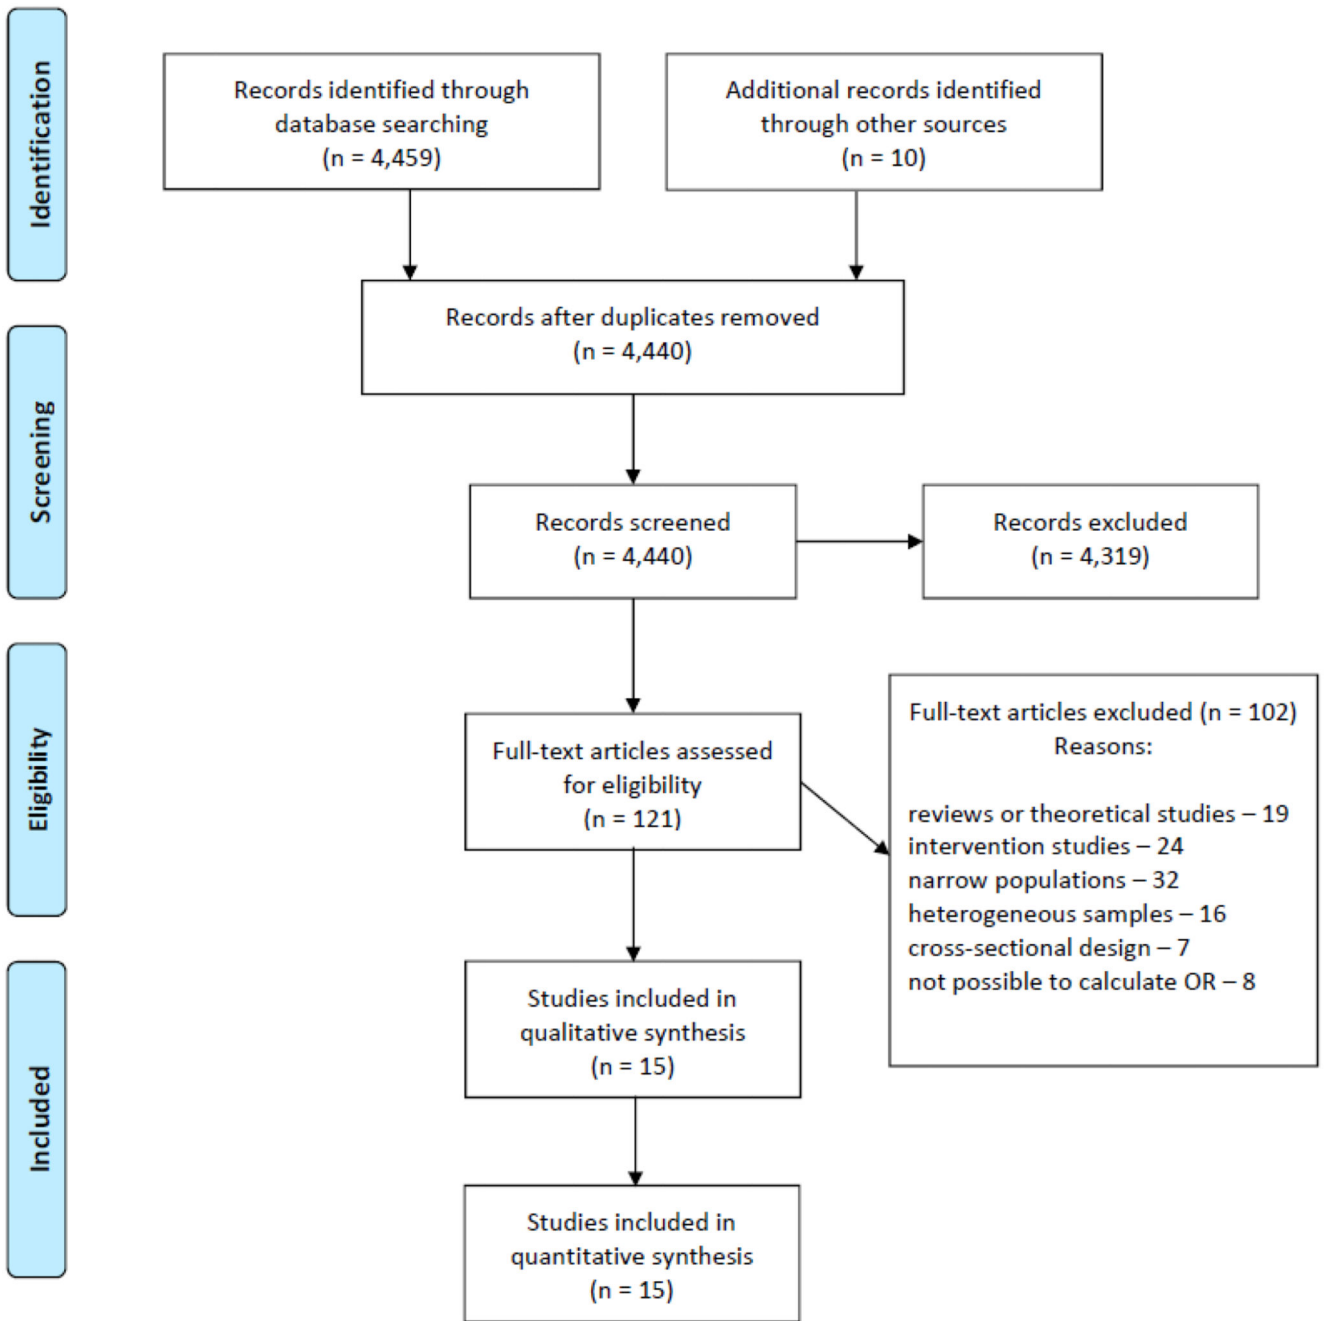 Identification
Records identified through
database searching
(n = 4,459)
Additional records identified
through other sources
(n = 10)
Records after duplicates removed
(n = 4,440)
Screening
Records screened
(n = 4,440)
Records excluded
(n = 4,319)
Eligibility
Full-text articles assessed
for eligibility
(n = 121)
Full-text articles excluded (n = 102)
Reasons:
reviews or theoretical studies – 19
intervention studies – 24
narrow populations – 32
heterogeneous samples – 16
cross-sectional design – 7
not possible to calculate OR – 8
Included
Studies included in
qualitative synthesis
(n = 15)
Studies included in
quantitative synthesis
(n = 15)